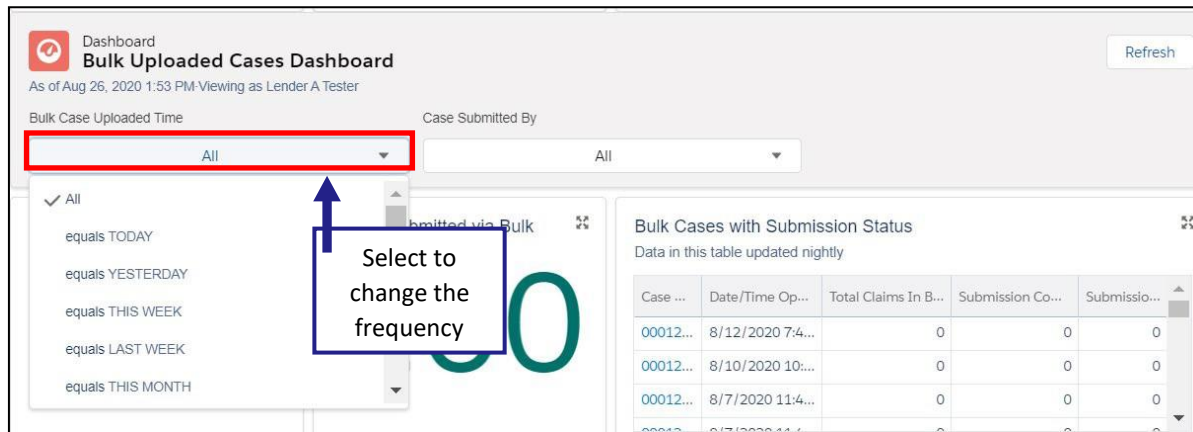 Dashboard
Bulk Uploaded Cases Dashboard
Refresh
As of Aug 26, 2020 1:53 PM·Viewing as Lender A Tester
Bulk Case Uploaded Time
Case Submitted By
All
All
All
equals TODAY
equals YESTERDAY
equals THIS WEEK
equals LAST WEEK
equals THIS MONTH
Select to
change the
frequency
via Bulk
Bulk Cases with Submission Status
Data in this table updated nightly
Case ... Date/Time Op... Total Claims In B... Submission Co... Submissio...
00012... 8/12/2020 7:4... 0 0 0
00012... 8/10/2020 10:... 0 0 0
00012... 8/7/2020 11:4... 0 0 0